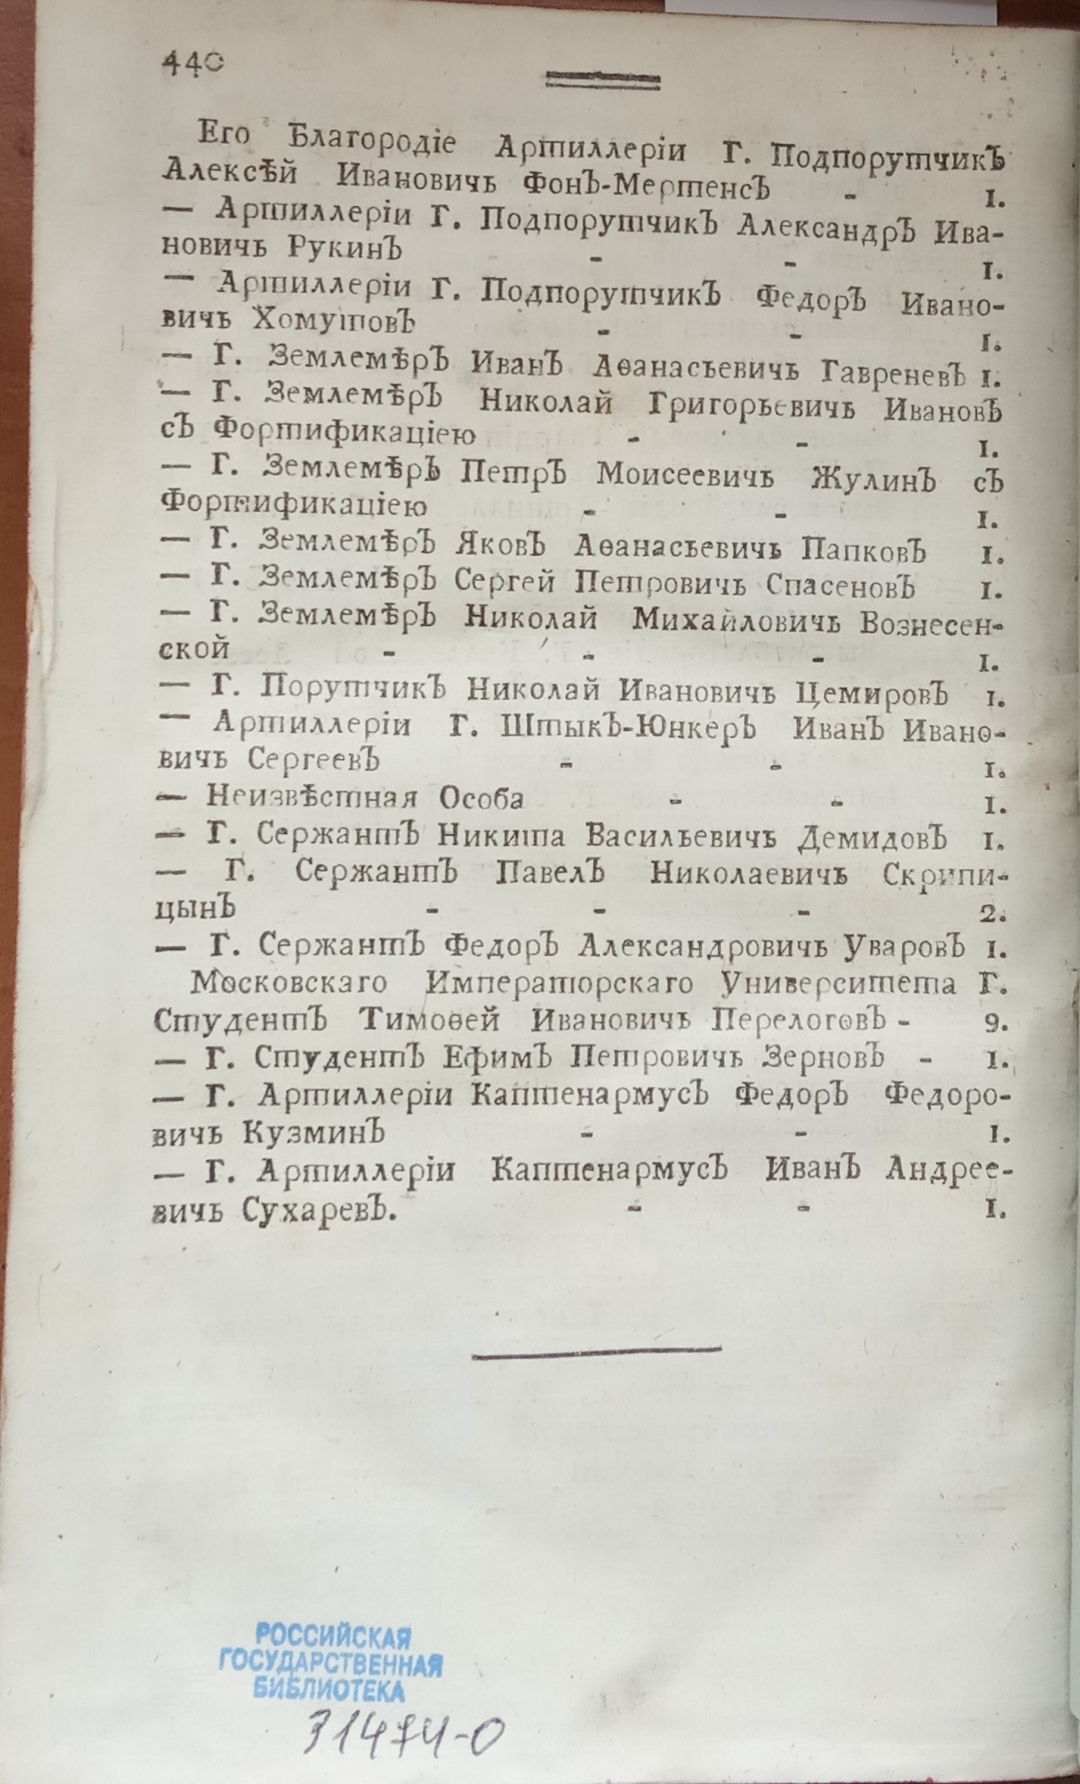 440
Его Благородіе Артиллеріи Г. Подпорутчикъ
Алексѣй Ивановичь Фонъ-Мертенсъ - 1.
— Артиллеріи Г. Подпорутчикъ Александръ Ива-
новичь Рукинъ - - 1.
— Артиллеріи Г. Подпорутчикъ Федоръ Ивано-
вичь Хомутовъ - - 1.
— Г. Землемѣръ Иванъ Аѳанасьевичь Гавреневъ 1.
— Г. Землемѣръ Николай Григорьевичь Ивановъ
съ Фортификаціею - - 1.
— Г. Землемѣръ Петръ Моисеевичь Жулинъ съ
Фортификаціею - - 1.
— Г. Землемѣръ Яковъ Аѳанасьевичь Папковъ 1.
— Г. Землемѣръ Сергей Петровичь Спасеновъ 1.
— Г. Землемѣръ Николай Михайловичь Вознесен-
ской - - - 1.
— Г. Порутчикъ Николай Ивановичь Цемировъ 1.
— Артиллеріи Г. Штыкъ-Юнкеръ Иванъ Ивано-
вичь Сергеевъ - - 1.
— Неизвѣстная Особа - - 1.
— Г. Сержантъ Никита Васильевичь Демидовъ 1.
— Г. Сержантъ Павелъ Николаевичь Скрипи-
цынъ - - - 2.
— Г. Сержантъ Федоръ Александровичь Уваровъ 1.
Московскаго Императорскаго Университета Г.
Студентъ Тимоѳей Ивановичь Перелоговъ - 9.
— Г. Студентъ Ефимъ Петровичь Зерновъ - 1.
— Г. Артиллеріи Каптенармусъ Федоръ Федоро-
вичь Кузминъ - - 1.
— Г. Артиллеріи Каптенармусъ Иванъ Андрее-
вичь Сухаревъ. - - 1.
РОССИЙСКАЯ
ГОСУДАРСТВЕННАЯ
БИБЛИОТЕКА
31474-0